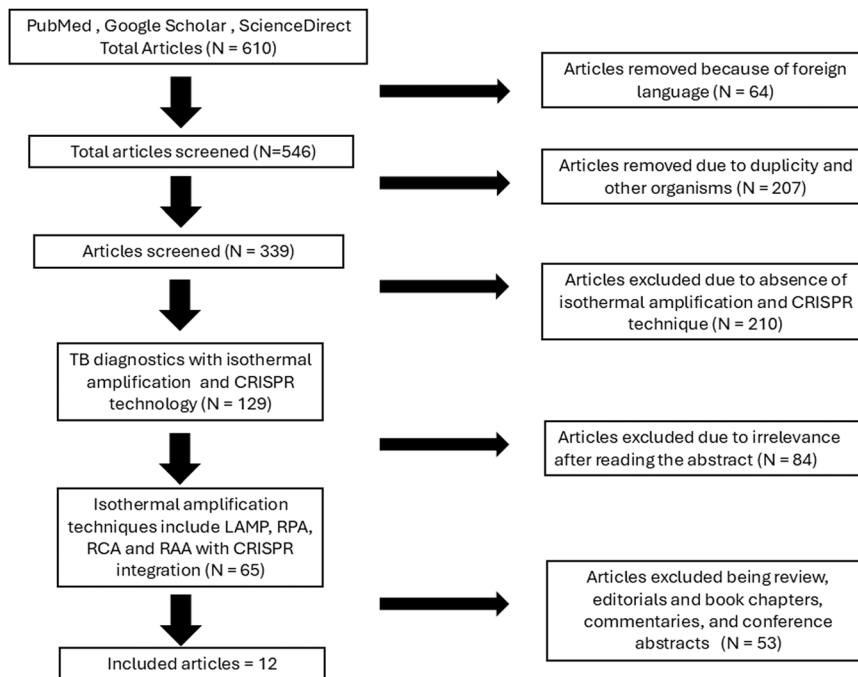 PubMed , Google Scholar , ScienceDirect
Total Articles (N = 610)
Articles removed because of foreign
language (N = 64)
Total articles screened (N=546)
Articles removed due to duplicity and
other organisms (N = 207)
Articles screened (N = 339)
Articles excluded due to absence of
isothermal amplification and CRISPR
technique (N = 210)
TB diagnostics with isothermal
amplification and CRISPR
technology (N = 129)
Articles excluded due to irrelevance
after reading the abstract (N = 84)
Isothermal amplification
techniques include LAMP, RPA,
RCA and RAA with CRISPR
integration (N = 65)
Articles excluded being review,
editorials and book chapters,
commentaries, and conference
abstracts (N = 53)
Included articles = 12